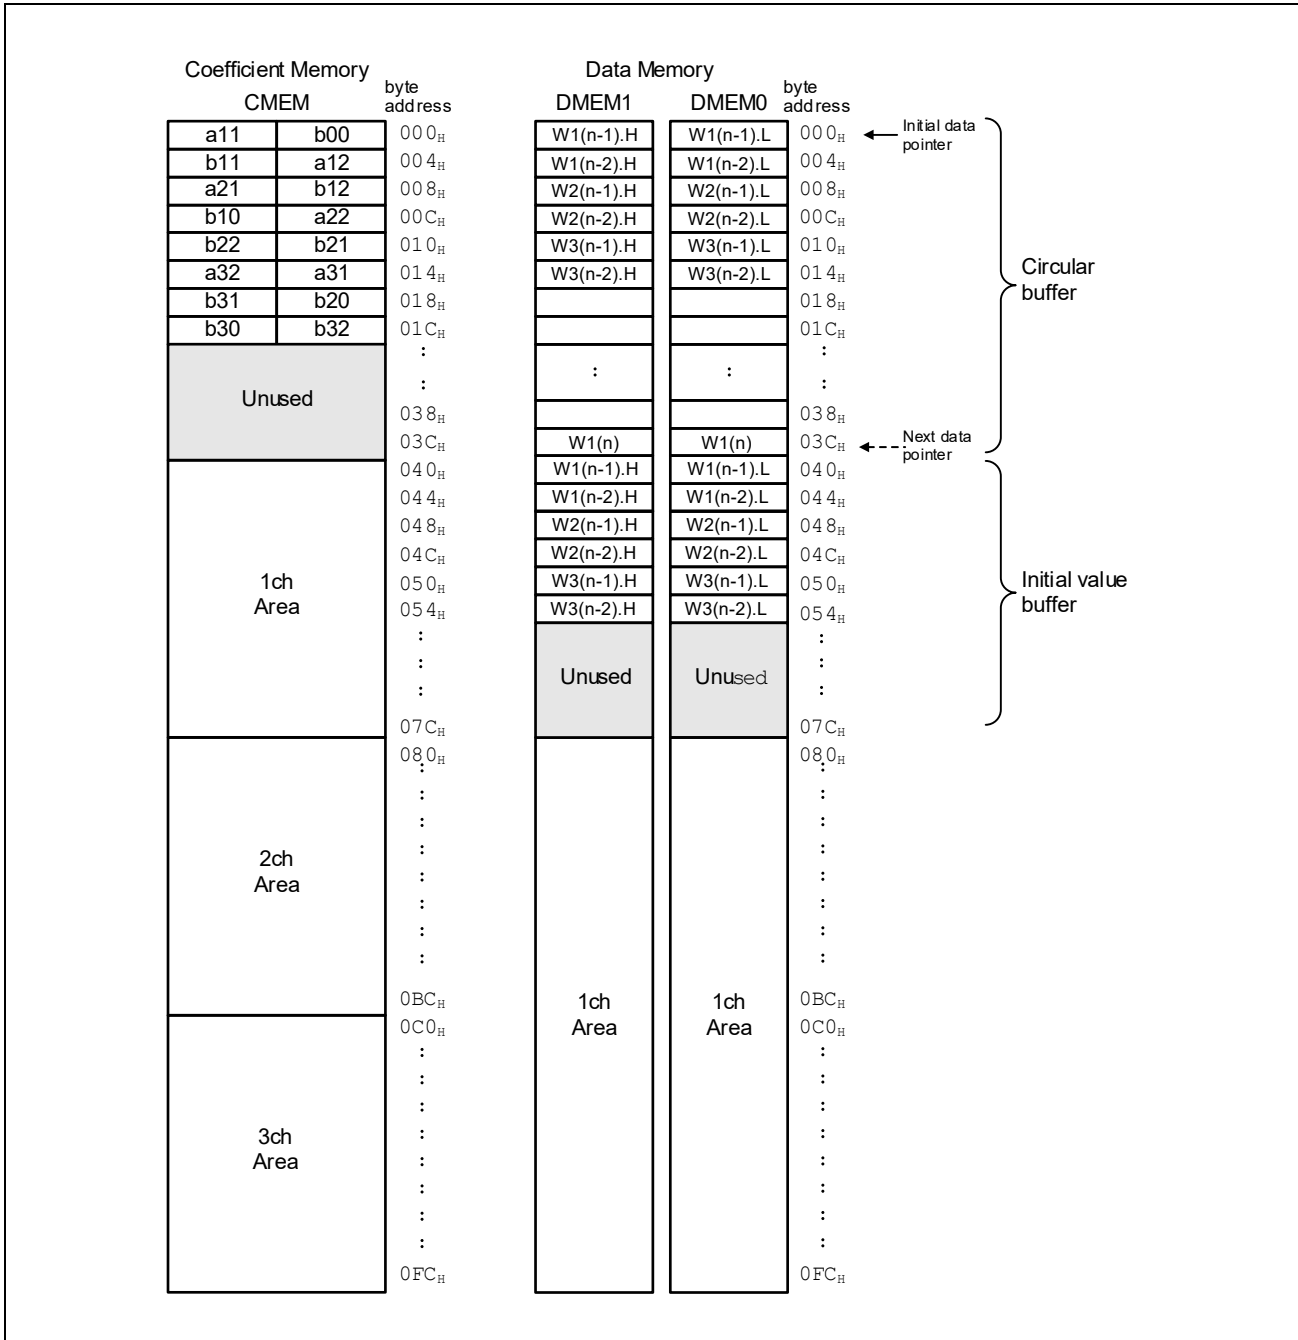 Coefficient Memory
Data Memory
CMEM byte address
DMEM1 DMEM0 byte address
a11 b00 000H W1(n-1).H W1(n-1).L 000H Initial data pointer
b11 a12 004H W1(n-2).H W1(n-2).L 004H
a21 b12 008H W2(n-1).H W2(n-1).L 008H
b10 a22 00CH W2(n-2).H W2(n-2).L 00CH
b22 b21 010H W3(n-1).H W3(n-1).L 010H
a32 a31 014H W3(n-2).H W3(n-2).L 014H
Circular buffer
b31 b20 018H 018H
b30 b32 01CH 01CH
: :
: : : :
Unused
038H 038H
03CH W1(n) W1(n) 03CH Next data pointer
040H W1(n-1).H W1(n-1).L 040H
044H W1(n-2).H W1(n-2).L 044H
048H W2(n-1).H W2(n-1).L 048H
04CH W2(n-2).H W2(n-2).L 04CH
1ch Area
050H W3(n-1).H W3(n-1).L 050H
Initial value buffer
054H W3(n-2).H W3(n-2).L 054H
: :
: :
: :
Unused Unused
07CH 07CH
080H 080H
: :
: :
: :
: :
2ch Area
: :
: :
: :
: :
0BCH 0BCH
1ch Area 1ch Area
0C0H 0C0H
: :
: :
: :
: :
3ch Area
: :
: :
: :
: :
0FCH 0FCH